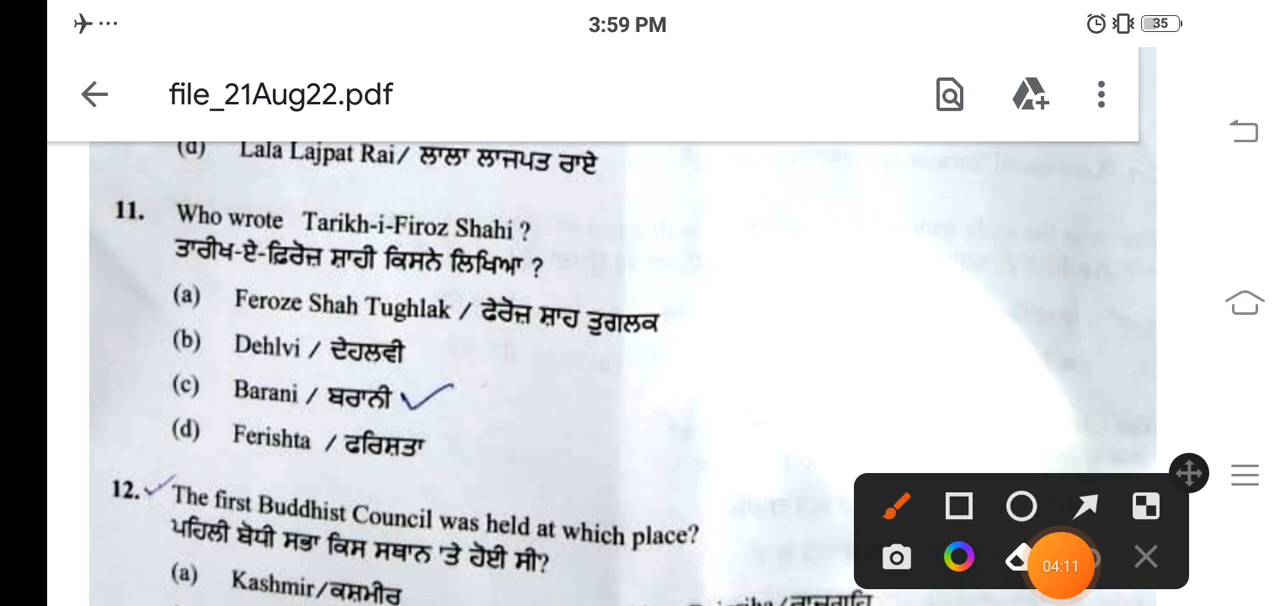 3:59 PM
35
file_21Aug22.pdf
(d) Lala Lajpat Rai/ ਲਾਲਾ ਲਾਜਪਤ ਰਾਏ
11. Who wrote Tarikh-i-Firoz Shahi ?
ਤਾਰੀਖ-ਏ-ਫ਼ਿਰੋਜ਼ ਸ਼ਾਹੀ ਕਿਸਨੇ ਲਿਖਿਆ ?
(a) Feroze Shah Tughlak / ਫੇਰੋਜ਼ ਸ਼ਾਹ ਤੁਗਲਕ
(b) Dehlvi / ਦੇਹਲਵੀ
(c) Barani / ਬਰਾਨੀ
(d) Ferishta / ਫਰਿਸ਼ਤਾ
12. The first Buddhist Council was held at which place?
ਪਹਿਲੀ ਬੋਧੀ ਸਭਾ ਕਿਸ ਸਥਾਨ 'ਤੇ ਹੋਈ ਸੀ?
(a) Kashmir/ਕਸ਼ਮੀਰ
04:11